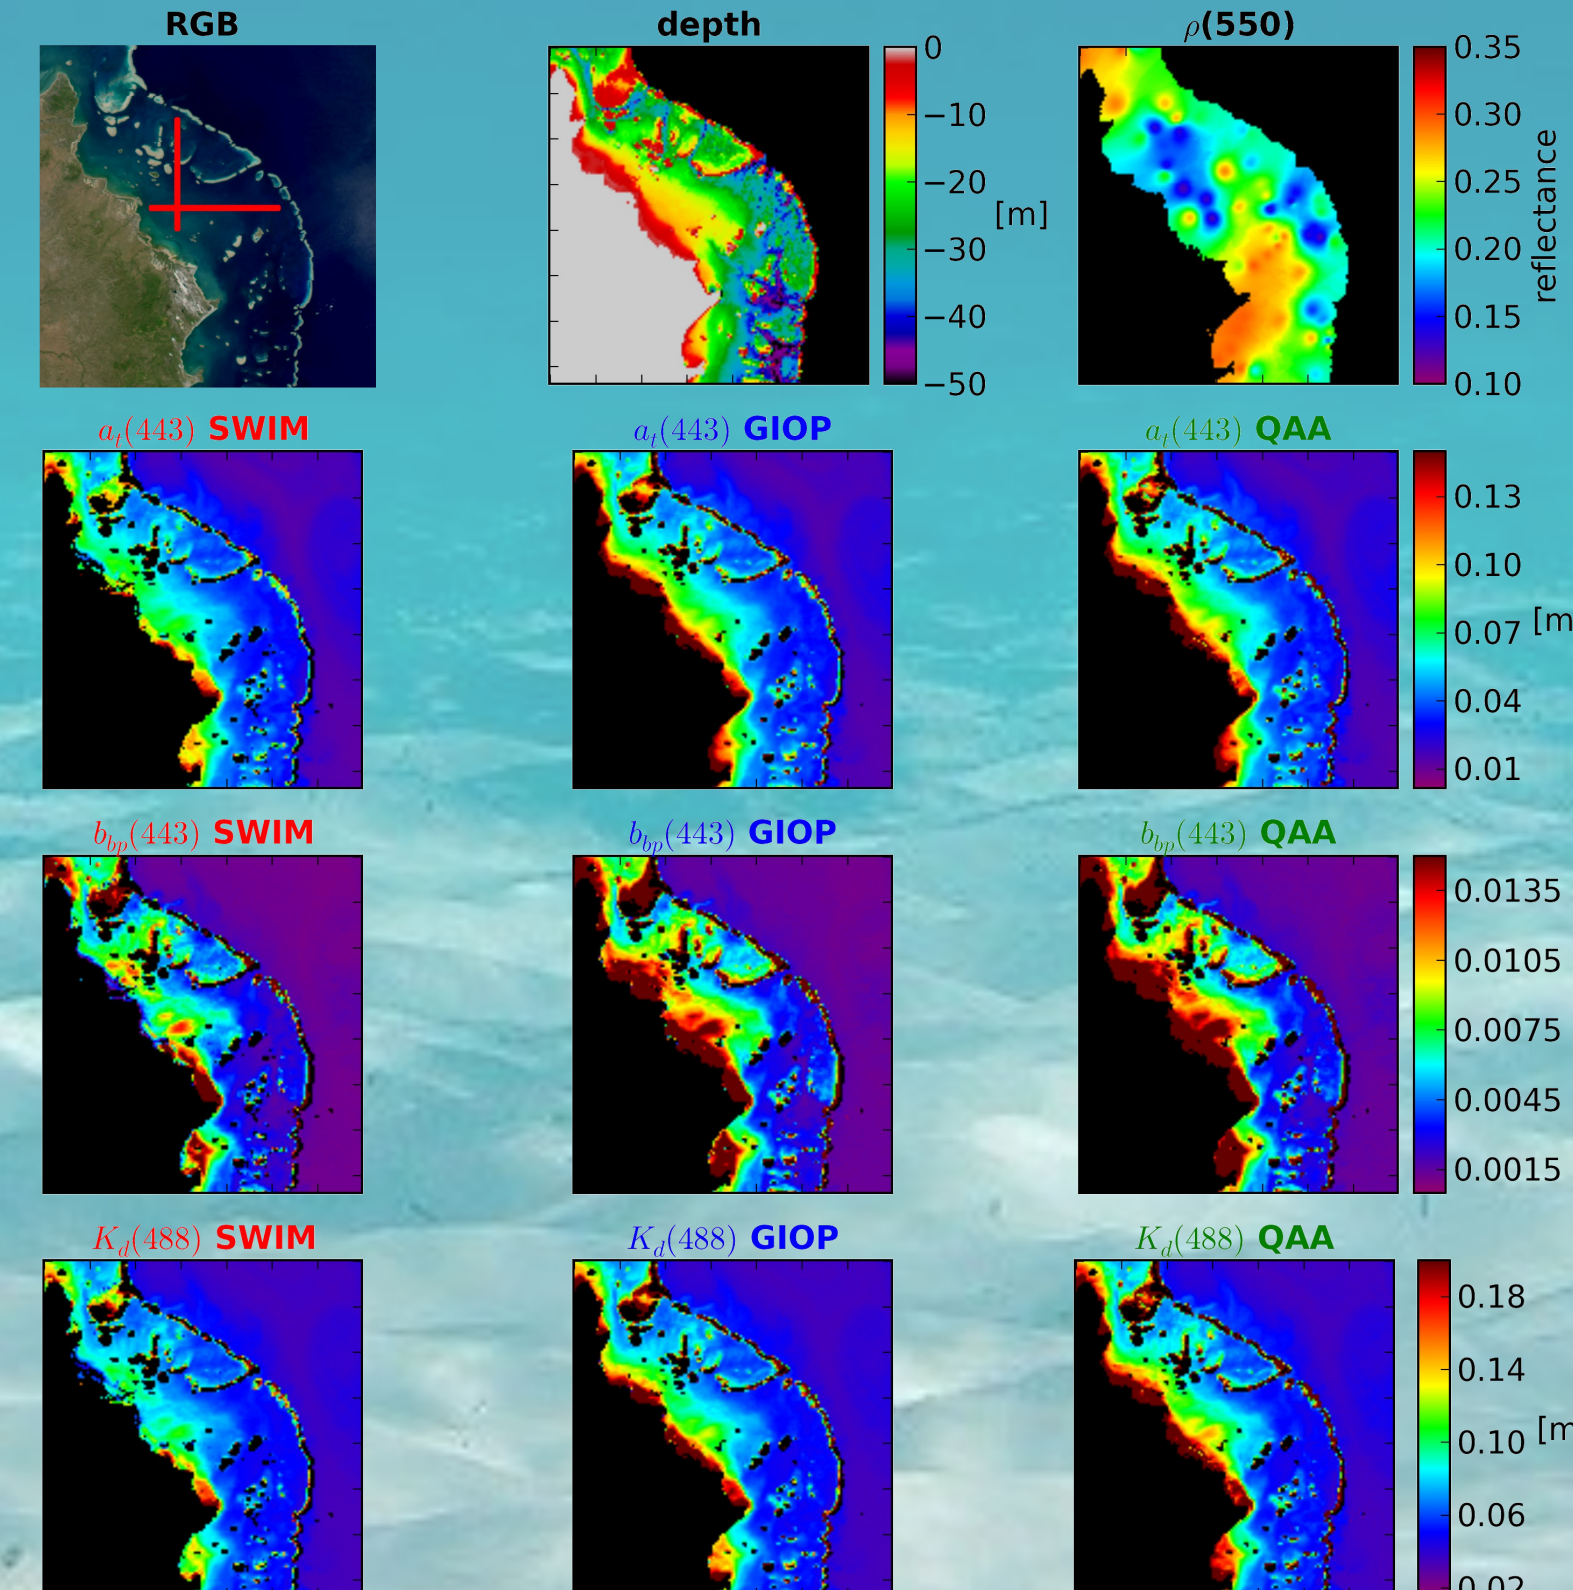 RGB
depth
ρ(550)
0
−10
−20
−30
−40
−50
[m]
0.35
0.30
0.25
0.20
0.15
0.10
reflectance
a_t(443) SWIM
a_t(443) GIOP
a_t(443) QAA
0.13
0.10
0.07
0.04
0.01
[m
b_bp(443) SWIM
b_bp(443) GIOP
b_bp(443) QAA
0.0135
0.0105
0.0075
0.0045
0.0015
K_d(488) SWIM
K_d(488) GIOP
K_d(488) QAA
0.18
0.14
0.10
0.06
0.02
[m